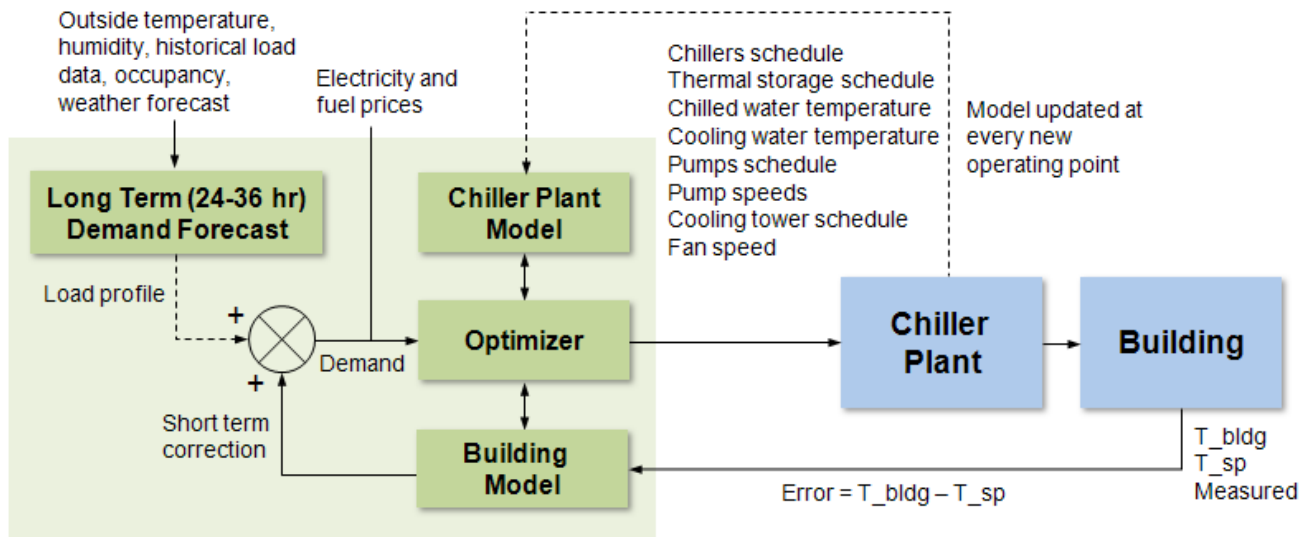 Outside temperature,
humidity, historical load
data, occupancy,
weather forecast
Electricity and
fuel prices
Chillers schedule
Thermal storage schedule
Chilled water temperature
Cooling water temperature
Pumps schedule
Pump speeds
Cooling tower schedule
Fan speed
Model updated at
every new
operating point
Long Term (24-36 hr)
Demand Forecast
Chiller Plant
Model
Load profile
+
+
Demand
Optimizer
Chiller
Plant
Building
Short term
correction
Building
Model
Error = T_bldg – T_sp
T_bldg
T_sp
Measured